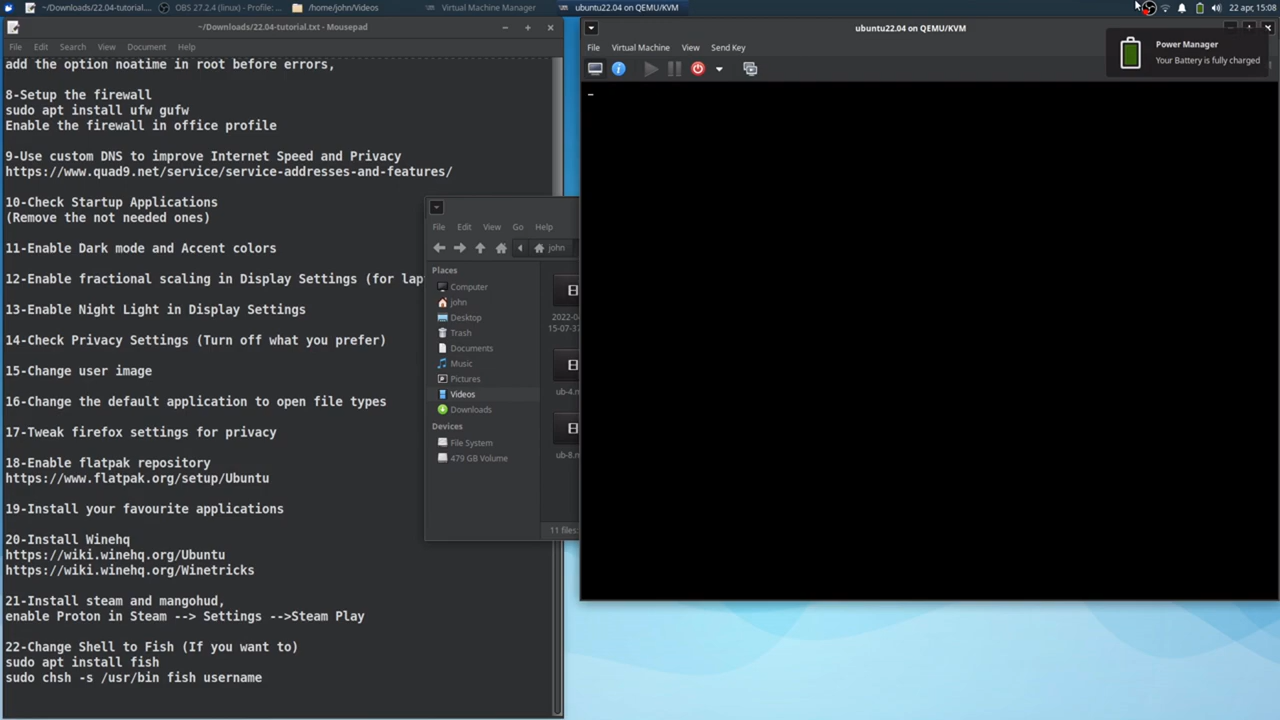 ~/Downloads/22.04-tutorial....
OBS 27.2.4 (linux) - Profile: ...
/home/john/Videos
Virtual Machine Manager
ubuntu22.04 on QEMU/KVM
22 apr, 15:08
~/Downloads/22.04-tutorial.txt - Mousepad
File Edit Search View Document Help
add the option noatime in root before errors,
8-Setup the firewall
sudo apt install ufw gufw
Enable the firewall in office profile
9-Use custom DNS to improve Internet Speed and Privacy
https://www.quad9.net/service/service-addresses-and-features/
10-Check Startup Applications
(Remove the not needed ones)
11-Enable Dark mode and Accent colors
12-Enable fractional scaling in Display Settings (for lap
13-Enable Night Light in Display Settings
14-Check Privacy Settings (Turn off what you prefer)
15-Change user image
16-Change the default application to open file types
17-Tweak firefox settings for privacy
18-Enable flatpak repository
https://www.flatpak.org/setup/Ubuntu
19-Install your favourite applications
20-Install Winehq
https://wiki.winehq.org/Ubuntu
https://wiki.winehq.org/Winetricks
21-Install steam and mangohud,
enable Proton in Steam --> Settings -->Steam Play
22-Change Shell to Fish (If you want to)
sudo apt install fish
sudo chsh -s /usr/bin fish username
File Edit View Go Help
john
Places
Computer
john
Desktop
Trash
Documents
Music
Pictures
Videos
Downloads
Devices
File System
479 GB Volume
2022-04
15-07-37
ub-4.m
ub-8.m
11 files:
ubuntu22.04 on QEMU/KVM
File Virtual Machine View Send Key
Power Manager
Your Battery is fully charged